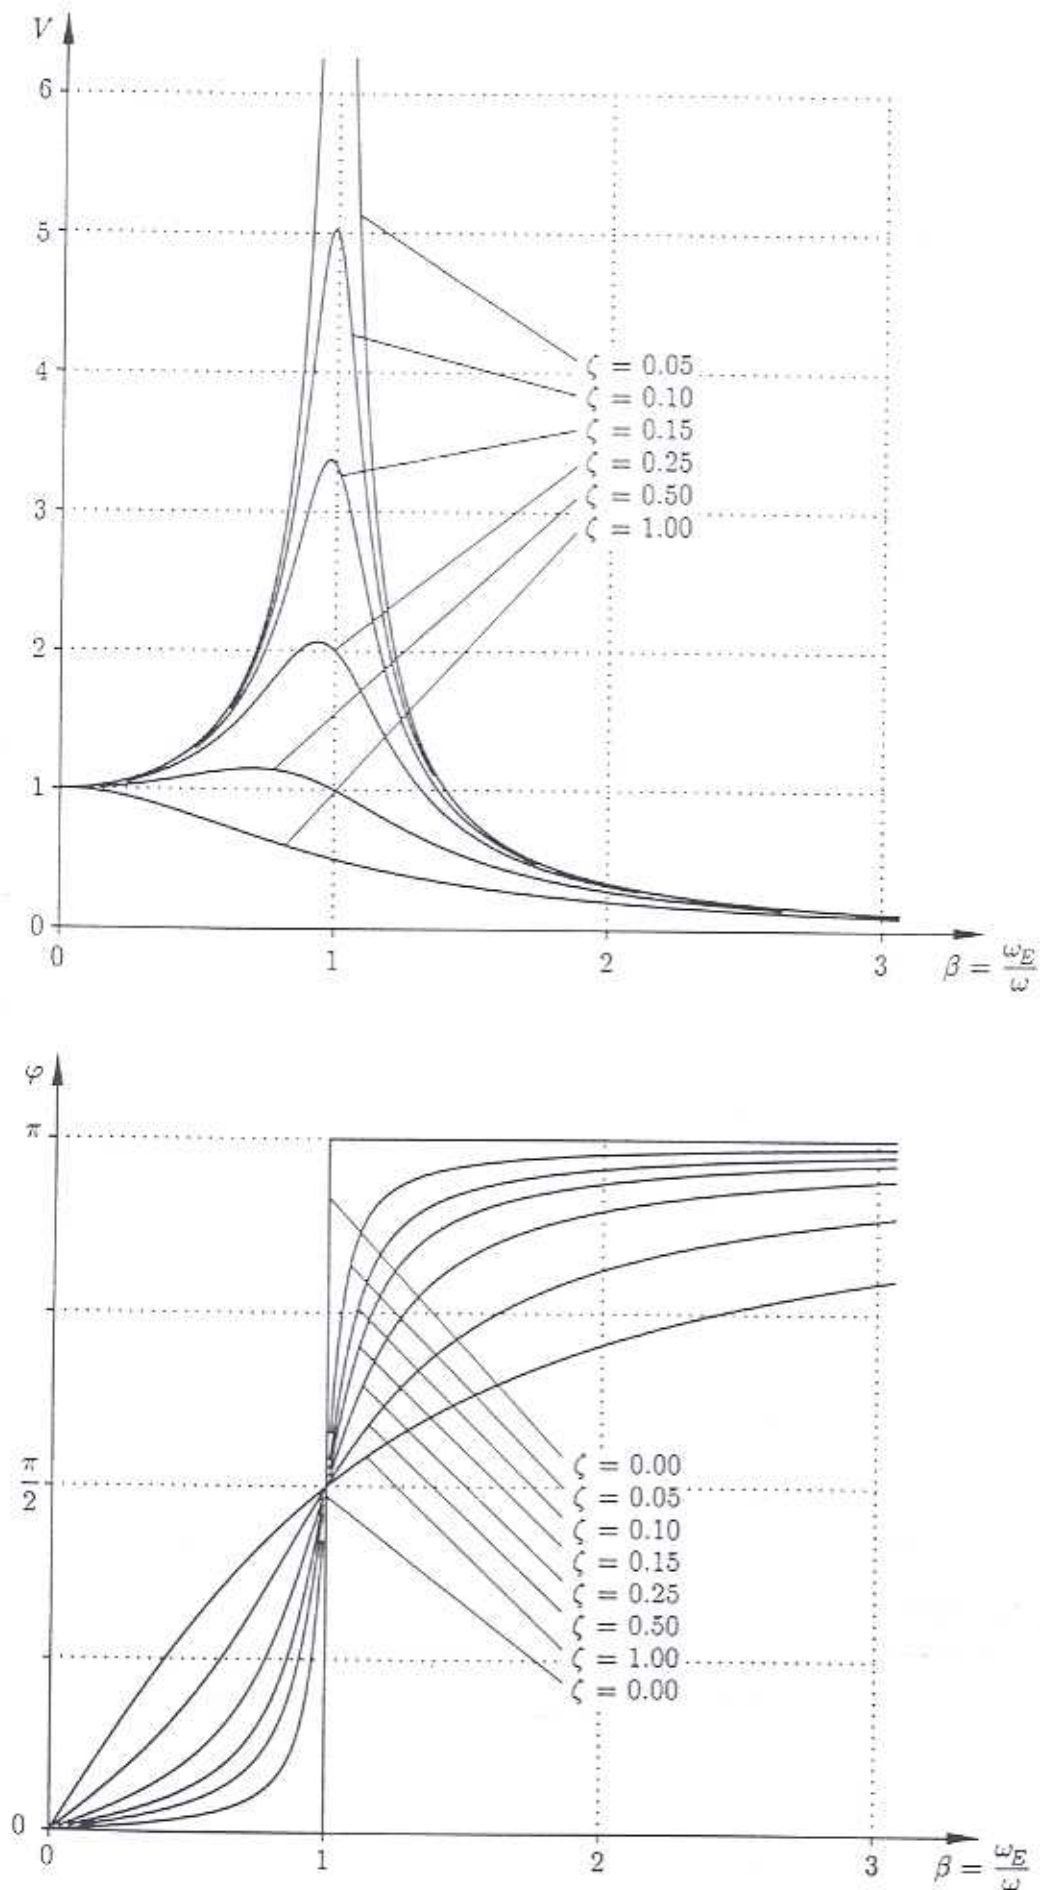 V
6
5
4
3
2
1
0
ζ = 0.05
ζ = 0.10
ζ = 0.15
ζ = 0.25
ζ = 0.50
ζ = 1.00
0 1 2 3
β = ω_E/ω
φ
π
π/2
0
ζ = 0.00
ζ = 0.05
ζ = 0.10
ζ = 0.15
ζ = 0.25
ζ = 0.50
ζ = 1.00
ζ = 0.00
0 1 2 3
β = ω_E/ω